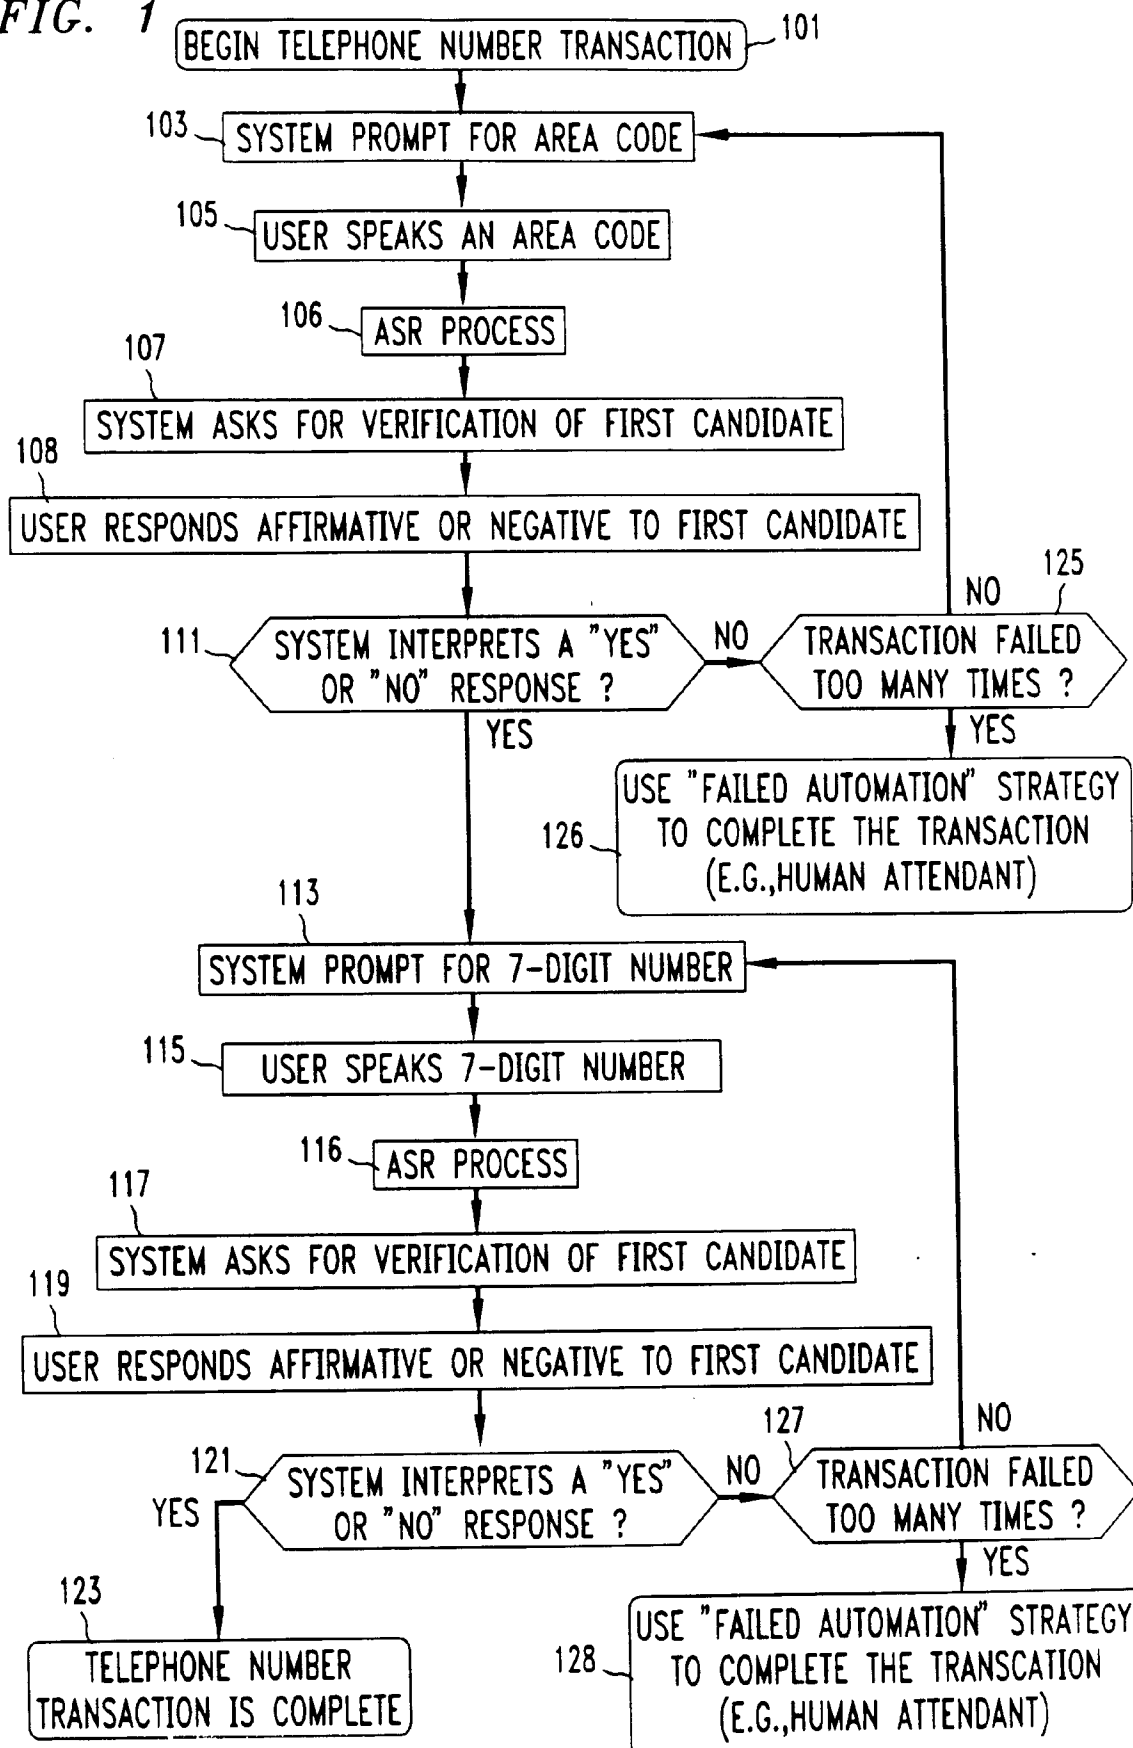 FIG. 1
BEGIN TELEPHONE NUMBER TRANSACTION
101
103
SYSTEM PROMPT FOR AREA CODE
105
USER SPEAKS AN AREA CODE
106
ASR PROCESS
107
SYSTEM ASKS FOR VERIFICATION OF FIRST CANDIDATE
108
USER RESPONDS AFFIRMATIVE OR NEGATIVE TO FIRST CANDIDATE
111
SYSTEM INTERPRETS A "YES"
OR "NO" RESPONSE ?
NO
YES
125
NO
TRANSACTION FAILED
TOO MANY TIMES ?
YES
126
USE "FAILED AUTOMATION" STRATEGY
TO COMPLETE THE TRANSACTION
(E.G.,HUMAN ATTENDANT)
113
SYSTEM PROMPT FOR 7-DIGIT NUMBER
115
USER SPEAKS 7-DIGIT NUMBER
116
ASR PROCESS
117
SYSTEM ASKS FOR VERIFICATION OF FIRST CANDIDATE
119
USER RESPONDS AFFIRMATIVE OR NEGATIVE TO FIRST CANDIDATE
121
SYSTEM INTERPRETS A "YES"
OR "NO" RESPONSE ?
YES
NO
127
NO
TRANSACTION FAILED
TOO MANY TIMES ?
YES
123
TELEPHONE NUMBER
TRANSACTION IS COMPLETE
128
USE "FAILED AUTOMATION" STRATEGY
TO COMPLETE THE TRANSCATION
(E.G.,HUMAN ATTENDANT)